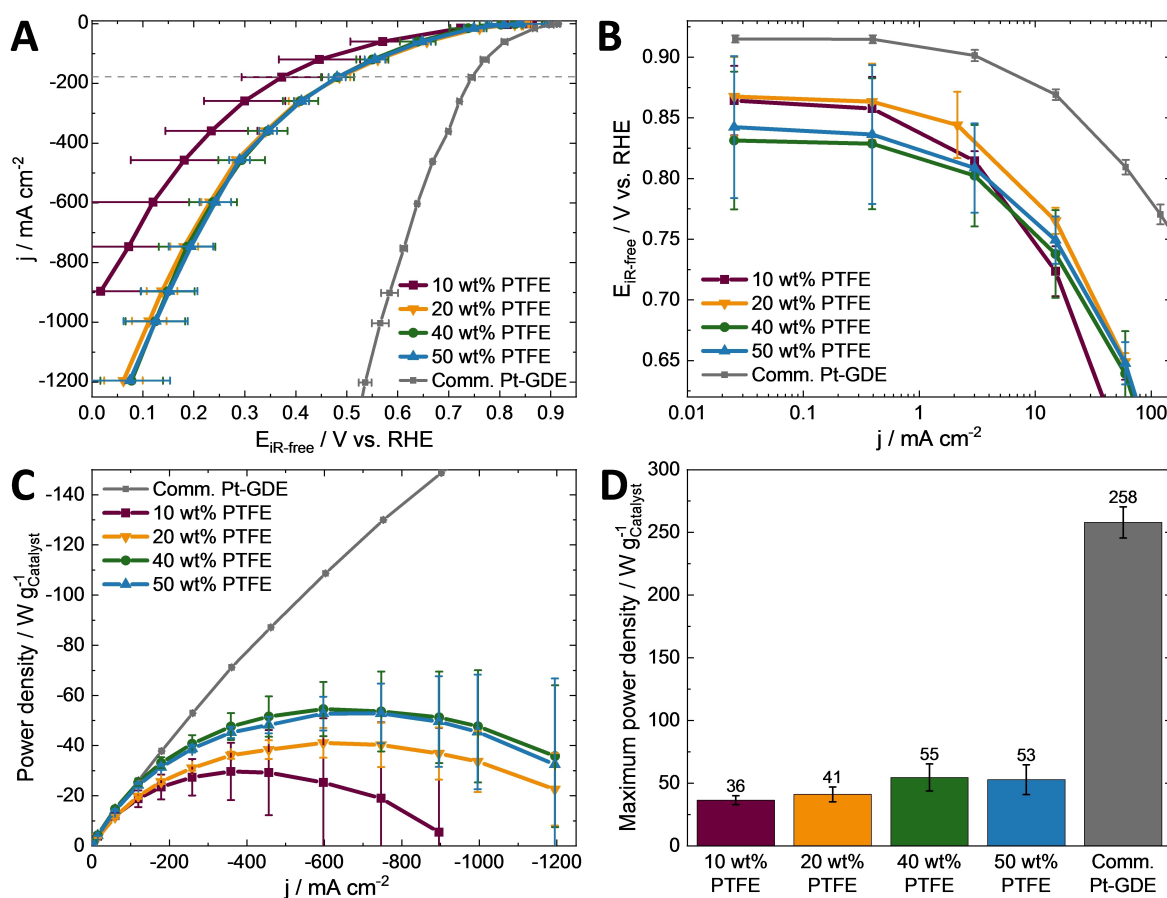 A
0
-200
-400
-600
-800
-1000
-1200
j / mA cm⁻²
10 wt% PTFE
20 wt% PTFE
40 wt% PTFE
50 wt% PTFE
Comm. Pt-GDE
0.0 0.1 0.2 0.3 0.4 0.5 0.6 0.7 0.8 0.9
E_iR-free / V vs. RHE
B
0.90
0.85
0.80
0.75
0.70
0.65
E_iR-free / V vs. RHE
10 wt% PTFE
20 wt% PTFE
40 wt% PTFE
50 wt% PTFE
Comm. Pt-GDE
0.01 0.1 1 10 100
j / mA cm⁻²
C
-140
-120
-100
-80
-60
-40
-20
0
Power density / W g⁻¹_Catalyst
Comm. Pt-GDE
10 wt% PTFE
20 wt% PTFE
40 wt% PTFE
50 wt% PTFE
0 -200 -400 -600 -800 -1000 -1200
j / mA cm⁻²
D
300
250
200
150
100
50
0
Maximum power density / W g⁻¹_Catalyst
36 41 55 53 258
10 wt% 20 wt% 40 wt% 50 wt% Comm.
PTFE PTFE PTFE PTFE Pt-GDE